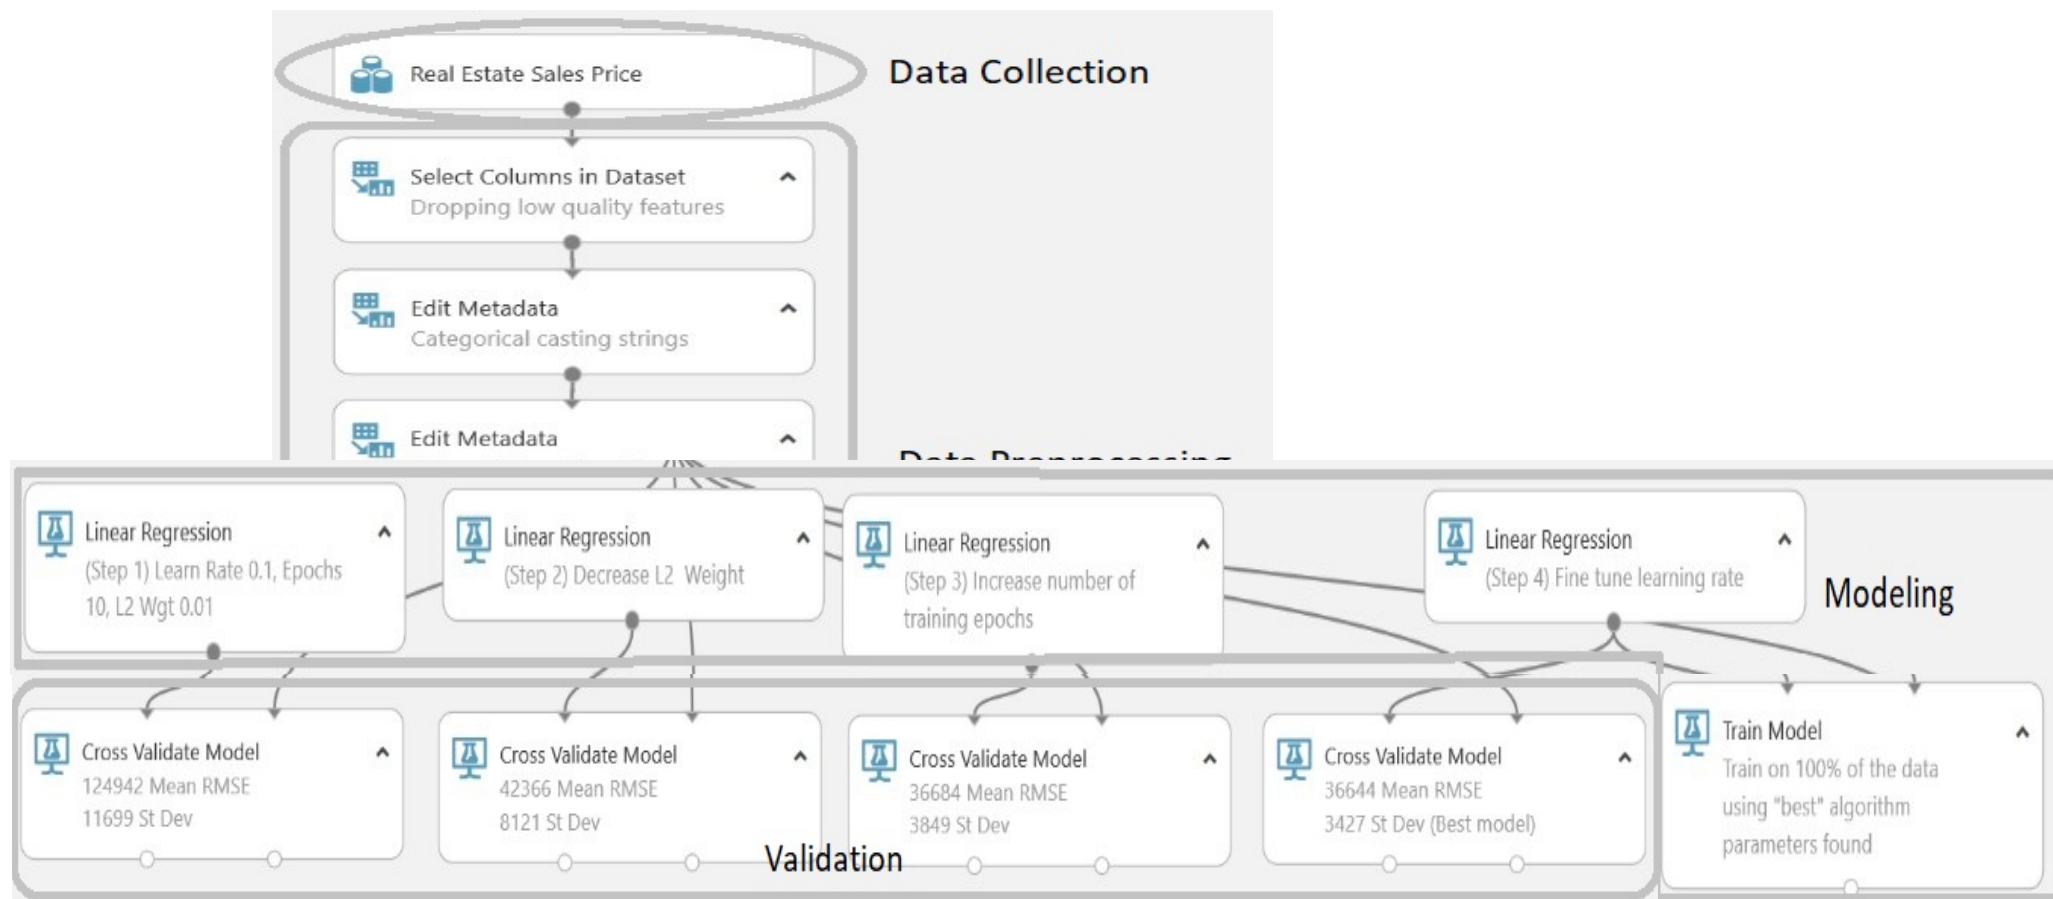 Real Estate Sales Price
Data Collection
Select Columns in Dataset
Dropping low quality features
Edit Metadata
Categorical casting strings
Edit Metadata
Data Preprocessing
Linear Regression
(Step 1) Learn Rate 0.1, Epochs
10, L2 Wgt 0.01
Linear Regression
(Step 2) Decrease L2 Weight
Linear Regression
(Step 3) Increase number of
training epochs
Linear Regression
(Step 4) Fine tune learning rate
Modeling
Cross Validate Model
124942 Mean RMSE
11699 St Dev
Cross Validate Model
42366 Mean RMSE
8121 St Dev
Cross Validate Model
36684 Mean RMSE
3849 St Dev
Cross Validate Model
36644 Mean RMSE
3427 St Dev (Best model)
Train Model
Train on 100% of the data
using "best" algorithm
parameters found
Validation